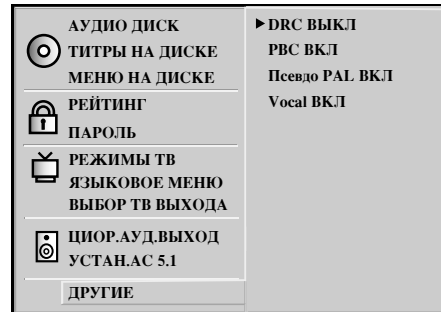 АУДИО ДИСК
ТИТРЫ НА ДИСКЕ
МЕНЮ НА ДИСКЕ
РЕЙТИНГ
ПАРОЛЬ
РЕЖИМЫ ТВ
ЯЗЫКОВОЕ МЕНЮ
ВЫБОР ТВ ВЫХОДА
ЦИОР.АУД.ВЫХОД
УСТАН.АС 5.1
ДРУГИЕ
DRC ВЫКЛ
PBC ВКЛ
Псевдо PAL ВКЛ
Vocal ВКЛ